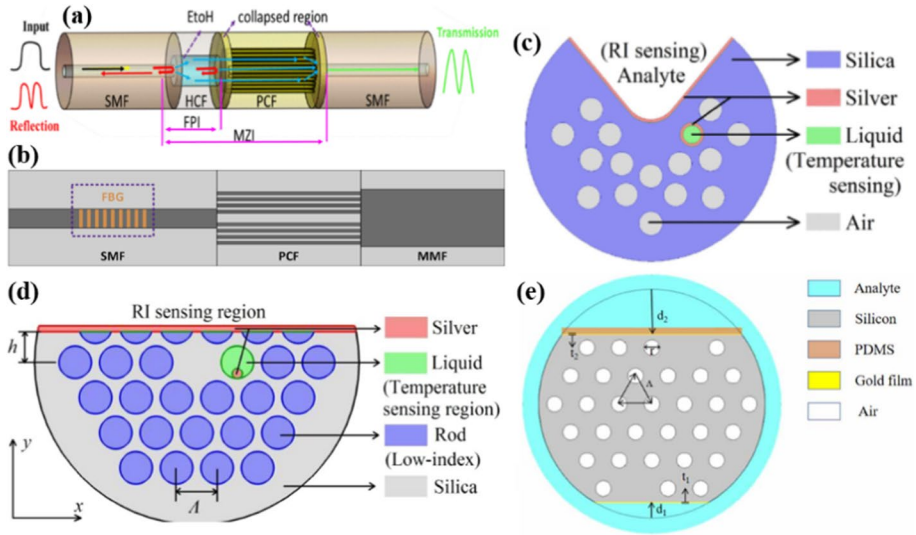 (a)
EtoH
collapsed region
Input
Transmission
SMF
HCF
PCF
SMF
Reflection
FPI
MZI
(b)
FBG
SMF
PCF
MMF
(c)
(RI sensing)
Analyte
Silica
Silver
Liquid
(Temperature
sensing)
Air
(d)
RI sensing region
h
Silver
Liquid
(Temperature
sensing region)
Rod
(Low-index)
Silica
y
x
Λ
(e)
d₂
t₂
Λ
t₁
d₁
Analyte
Silicon
PDMS
Gold film
Air